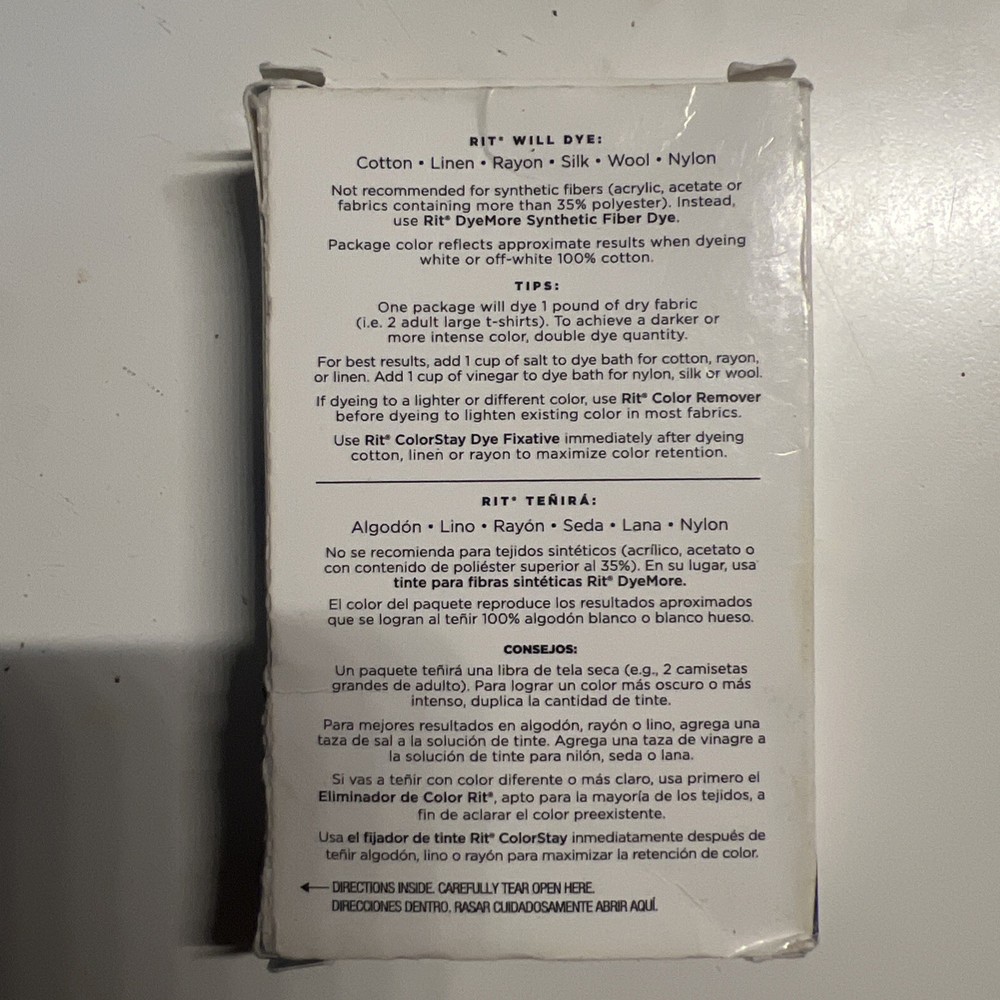 RIT® WILL DYE:
Cotton • Linen • Rayon • Silk • Wool • Nylon
Not recommended for synthetic fibers (acrylic, acetate or
fabrics containing more than 35% polyester). Instead,
use Rit® DyeMore Synthetic Fiber Dye.
Package color reflects approximate results when dyeing
white or off-white 100% cotton.
TIPS:
One package will dye 1 pound of dry fabric
(i.e. 2 adult large t-shirts). To achieve a darker or
more intense color, double dye quantity.
For best results, add 1 cup of salt to dye bath for cotton, rayon,
or linen. Add 1 cup of vinegar to dye bath for nylon, silk or wool.
If dyeing to a lighter or different color, use Rit® Color Remover
before dyeing to lighten existing color in most fabrics.
Use Rit® ColorStay Dye Fixative immediately after dyeing
cotton, linen or rayon to maximize color retention.
RIT® TEÑIRÁ:
Algodón • Lino • Rayón • Seda • Lana • Nylon
No se recomienda para tejidos sintéticos (acrílico, acetato o
con contenido de poliéster superior al 35%). En su lugar, usa
tinte para fibras sintéticas Rit® DyeMore.
El color del paquete reproduce los resultados aproximados
que se logran al teñir 100% algodón blanco o blanco hueso.
CONSEJOS:
Un paquete teñirá una libra de tela seca (e.g., 2 camisetas
grandes de adulto). Para lograr un color más oscuro o más
intenso, duplica la cantidad de tinte.
Para mejores resultados en algodón, rayón o lino, agrega una
taza de sal a la solución de tinte. Agrega una taza de vinagre a
la solución de tinte para nilón, seda o lana.
Si vas a teñir con color diferente o más claro, usa primero el
Eliminador de Color Rit®, apto para la mayoría de los tejidos, a
fin de aclarar el color preexistente.
Usa el fijador de tinte Rit® ColorStay inmediatamente después de
teñir algodón, lino o rayón para maximizar la retención de color.
← DIRECTIONS INSIDE. CAREFULLY TEAR OPEN HERE.
DIRECCIONES DENTRO. RASAR CUIDADOSAMENTE ABRIR AQUÍ.